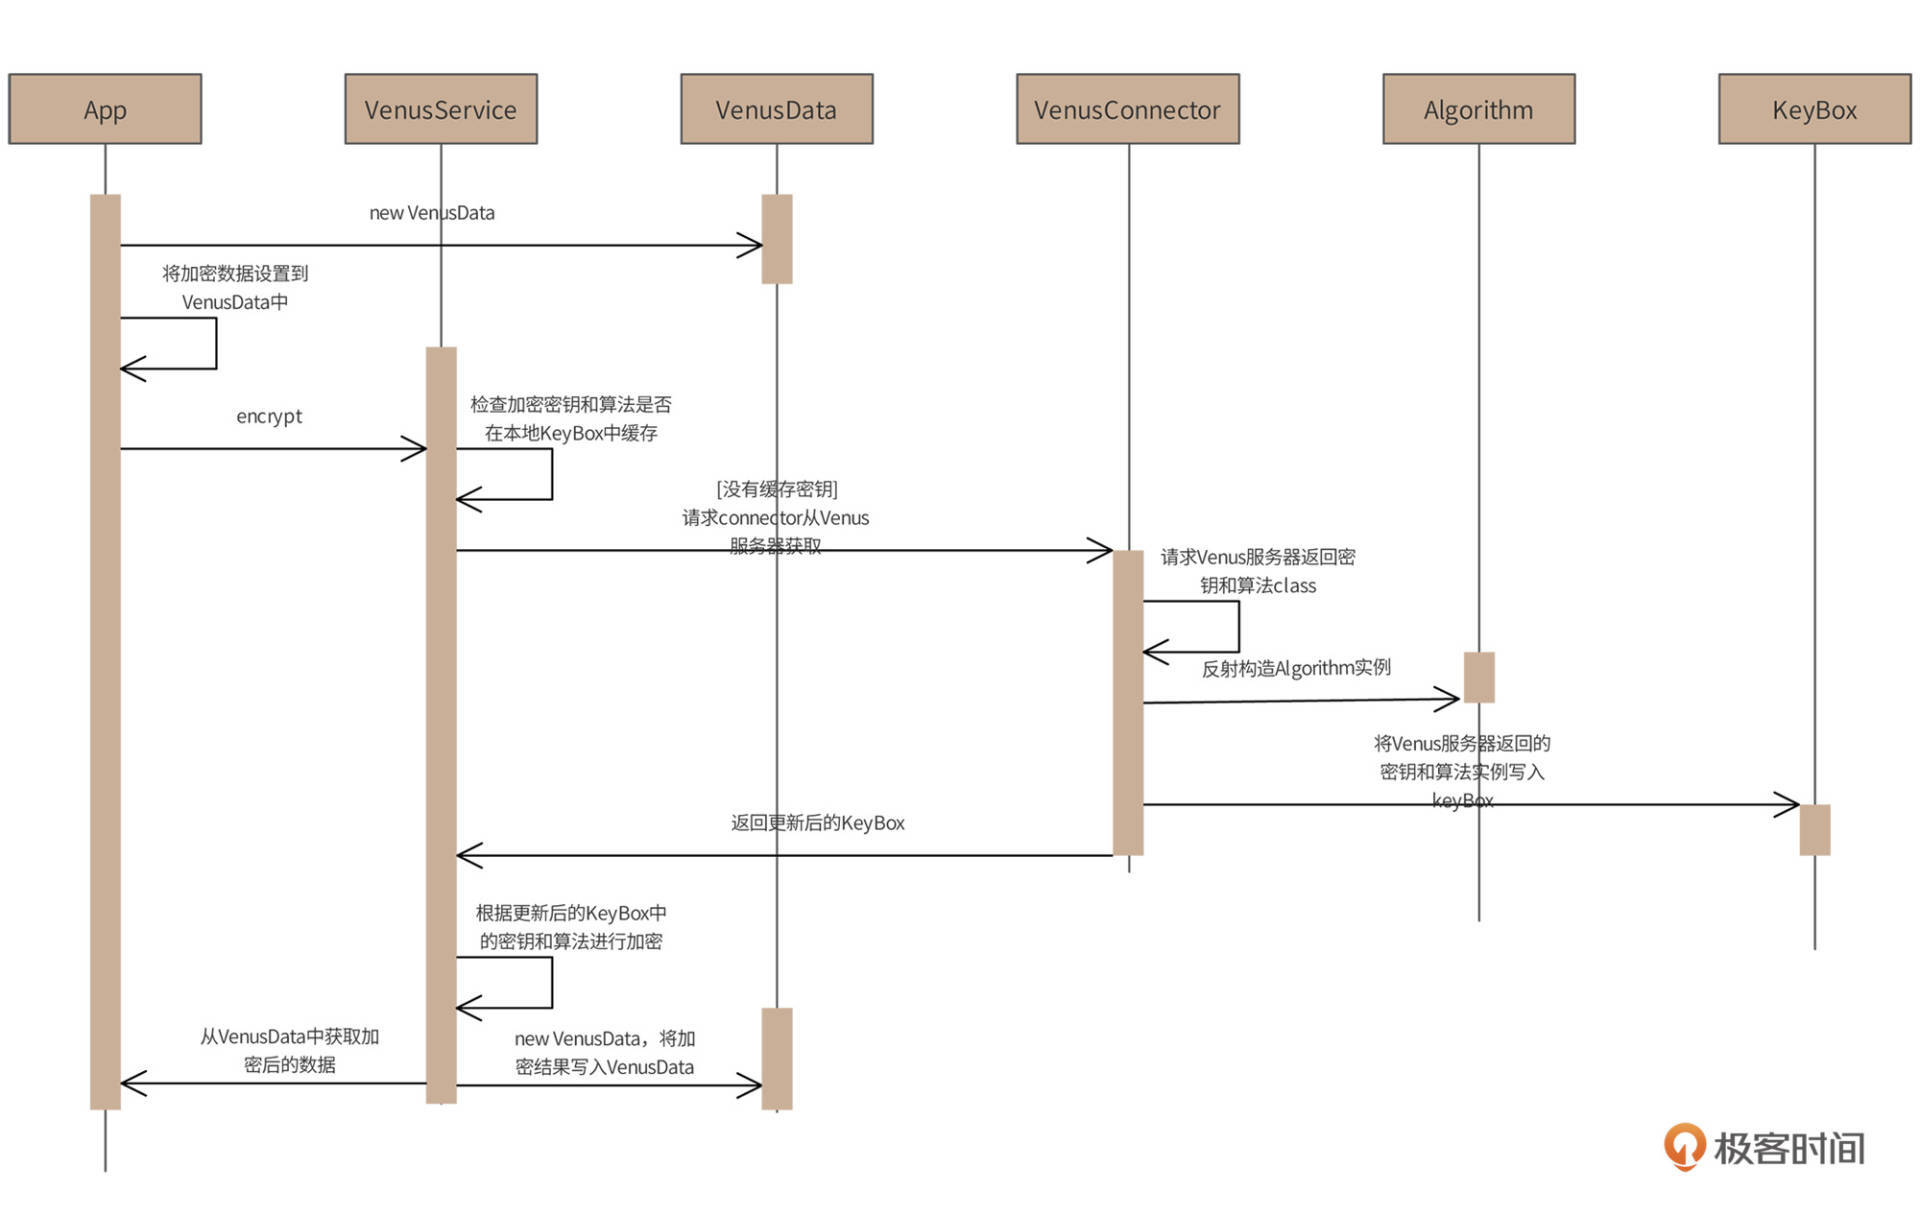 App
VenusService
VenusData
VenusConnector
Algorithm
KeyBox
new VenusData
将加密数据设置到
VenusData中
encrypt
检查加密密钥和算法是否
在本地KeyBox中缓存
[没有缓存密钥]
请求connector从Venus
服务器获取
请求Venus服务器返回密
钥和算法class
反射构造Algorithm实例
将Venus服务器返回的
密钥和算法实例写入
keyBox
返回更新后的KeyBox
根据更新后的KeyBox中
的密钥和算法进行加密
从VenusData中获取加
密后的数据
new VenusData，将加
密结果写入VenusData
极客时间